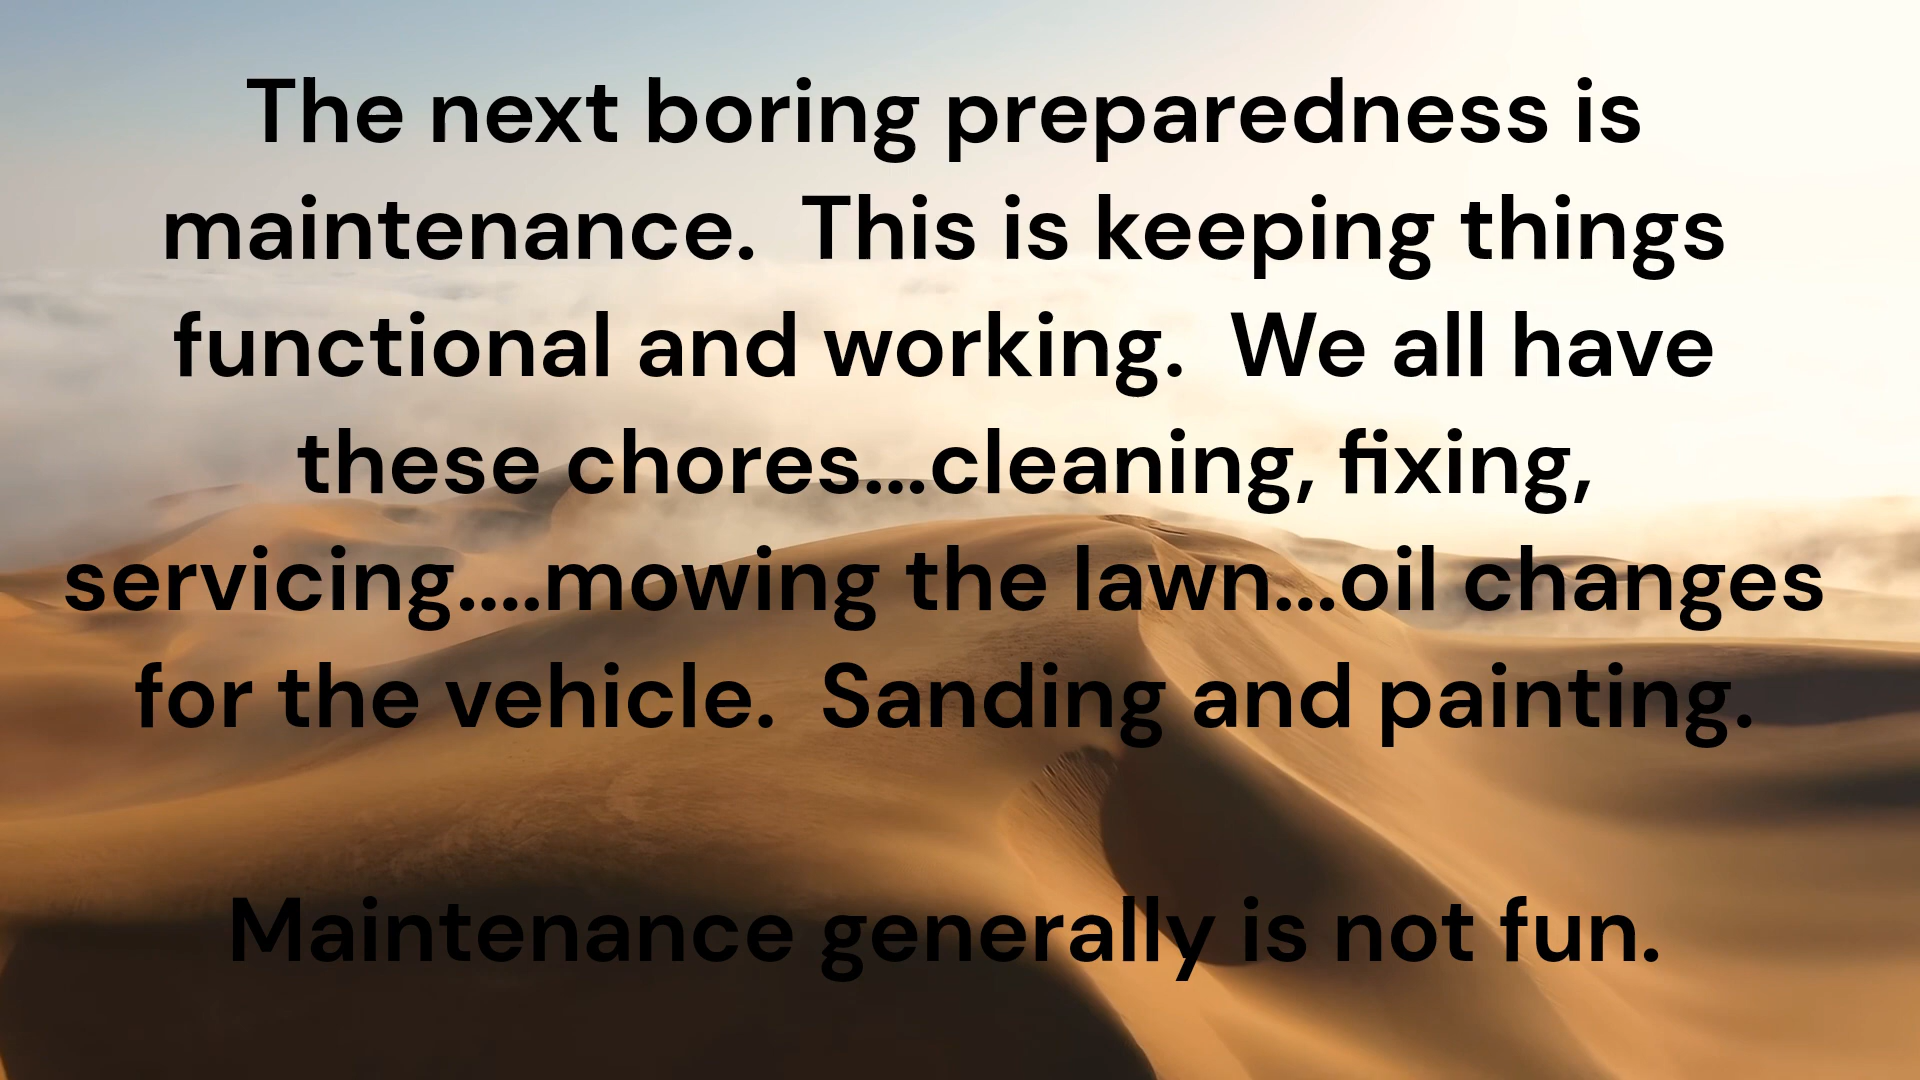 The next boring preparedness is
maintenance.  This is keeping things
functional and working.  We all have
these chores...cleaning, fixing,
servicing....mowing the lawn...oil changes
for the vehicle.  Sanding and painting.
Maintenance generally is not fun.